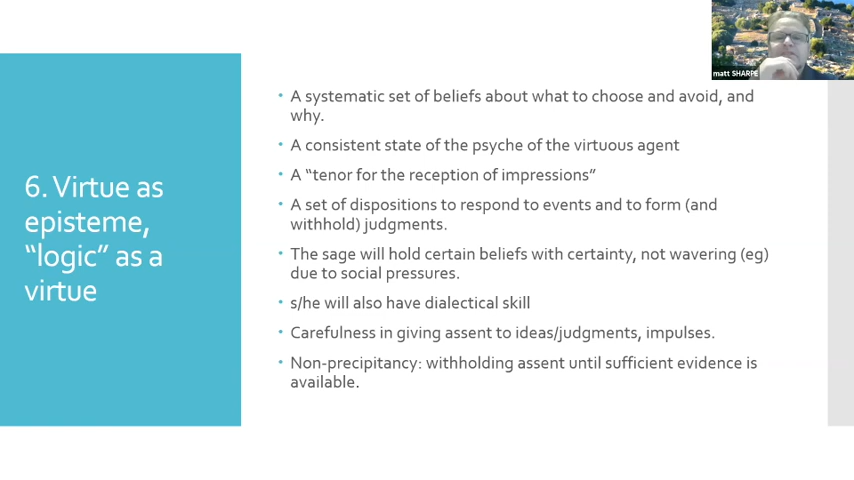 matt SHARPE
6. Virtue as
episteme,
“logic” as a
virtue
• A systematic set of beliefs about what to choose and avoid, and
why.
• A consistent state of the psyche of the virtuous agent
• A “tenor for the reception of impressions”
• A set of dispositions to respond to events and to form (and
withhold) judgments.
• The sage will hold certain beliefs with certainty, not wavering (eg)
due to social pressures.
• s/he will also have dialectical skill
• Carefulness in giving assent to ideas/judgments, impulses.
• Non-precipitancy: withholding assent until sufficient evidence is
available.